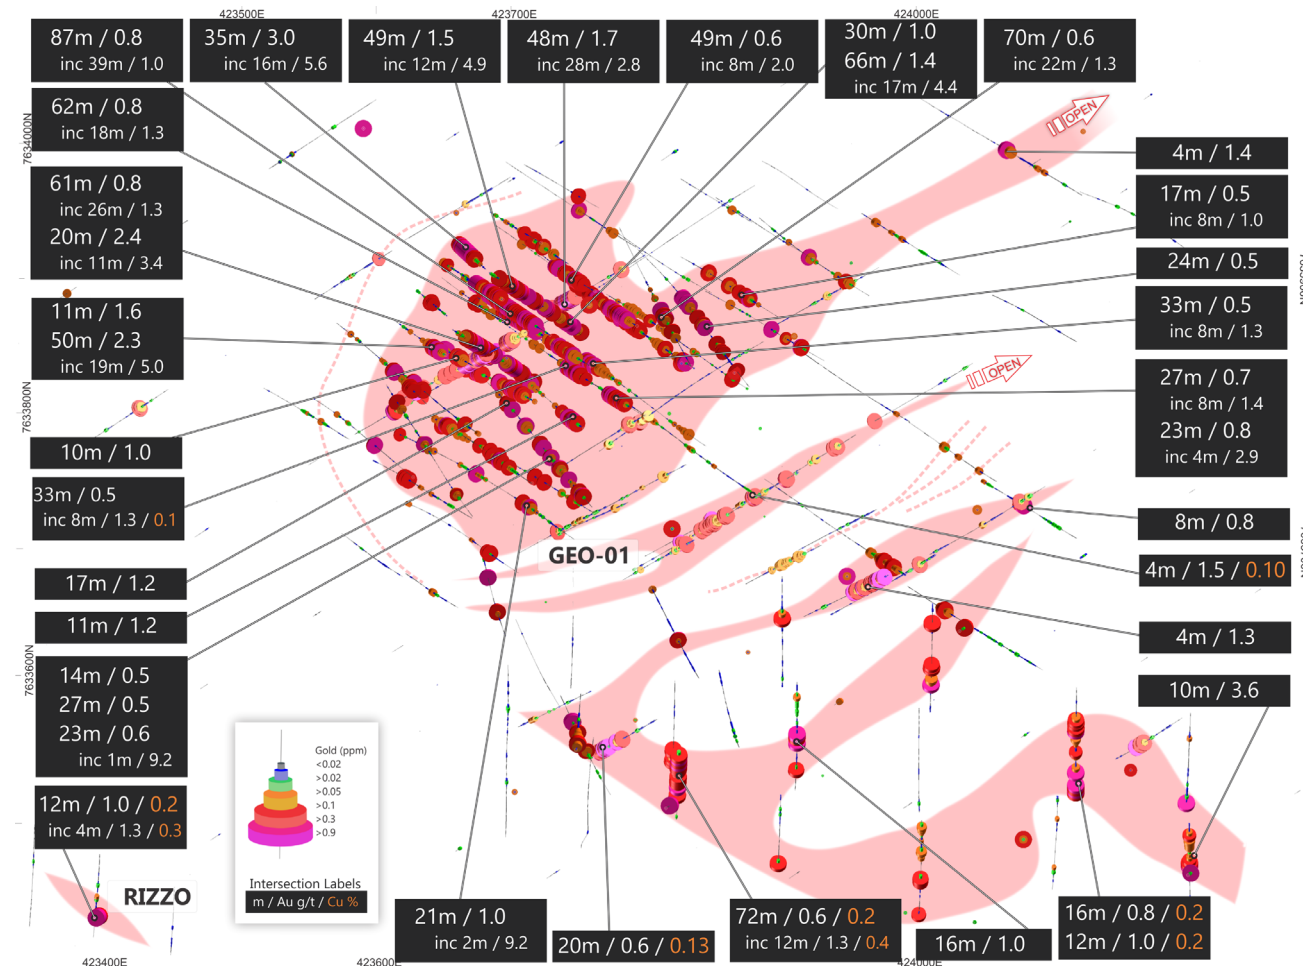 423500E
423700E
424000E
87m / 0.8
inc 39m / 1.0
35m / 3.0
inc 16m / 5.6
49m / 1.5
inc 12m / 4.9
48m / 1.7
inc 28m / 2.8
49m / 0.6
inc 8m / 2.0
30m / 1.0
66m / 1.4
inc 17m / 4.4
70m / 0.6
inc 22m / 1.3
62m / 0.8
inc 18m / 1.3
7634000N
OPEN
4m / 1.4
61m / 0.8
inc 26m / 1.3
20m / 2.4
inc 11m / 3.4
17m / 0.5
inc 8m / 1.0
24m / 0.5
11m / 1.6
50m / 2.3
inc 19m / 5.0
33m / 0.5
inc 8m / 1.3
OPEN
7633800N
27m / 0.7
inc 8m / 1.4
23m / 0.8
inc 4m / 2.9
10m / 1.0
33m / 0.5
inc 8m / 1.3 / 0.1
8m / 0.8
GEO-01
17m / 1.2
4m / 1.5 / 0.10
11m / 1.2
4m / 1.3
7633600N
14m / 0.5
27m / 0.5
23m / 0.6
inc 1m / 9.2
10m / 3.6
12m / 1.0 / 0.2
inc 4m / 1.3 / 0.3
Gold (ppm)
<0.02
>0.02
>0.05
>0.1
>0.3
>0.9
Intersection Labels
m / Au g/t / Cu %
RIZZO
21m / 1.0
inc 2m / 9.2
20m / 0.6 / 0.13
72m / 0.6 / 0.2
inc 12m / 1.3 / 0.4
16m / 1.0
16m / 0.8 / 0.2
12m / 1.0 / 0.2
423400E
423600E
424000E